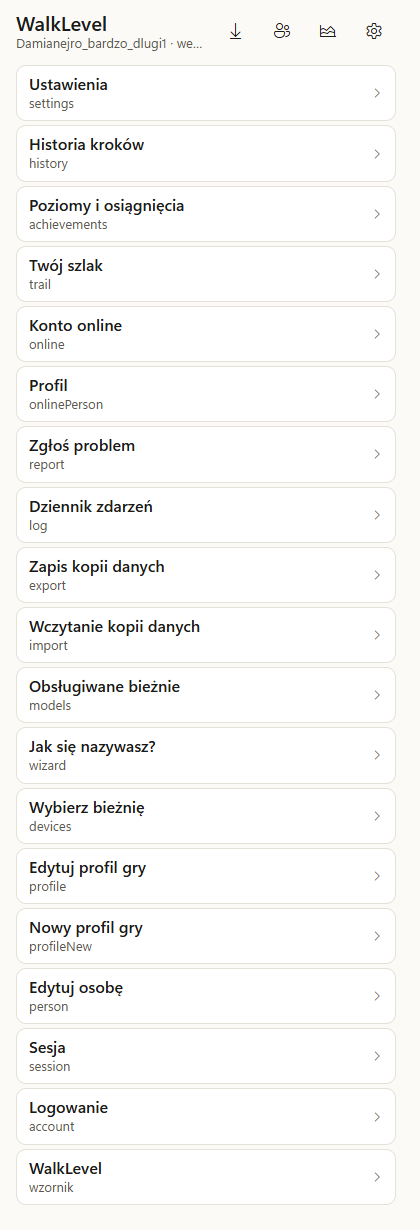 WalkLevel
Damianejro_bardzo_dlugi1 · we...
Ustawienia
settings
Historia kroków
history
Poziomy i osiągnięcia
achievements
Twój szlak
trail
Konto online
online
Profil
onlinePerson
Zgłoś problem
report
Dziennik zdarzeń
log
Zapis kopii danych
export
Wczytanie kopii danych
import
Obsługiwane bieżnie
models
Jak się nazywasz?
wizard
Wybierz bieżnię
devices
Edytuj profil gry
profile
Nowy profil gry
profileNew
Edytuj osobę
person
Sesja
session
Logowanie
account
WalkLevel
wzornik